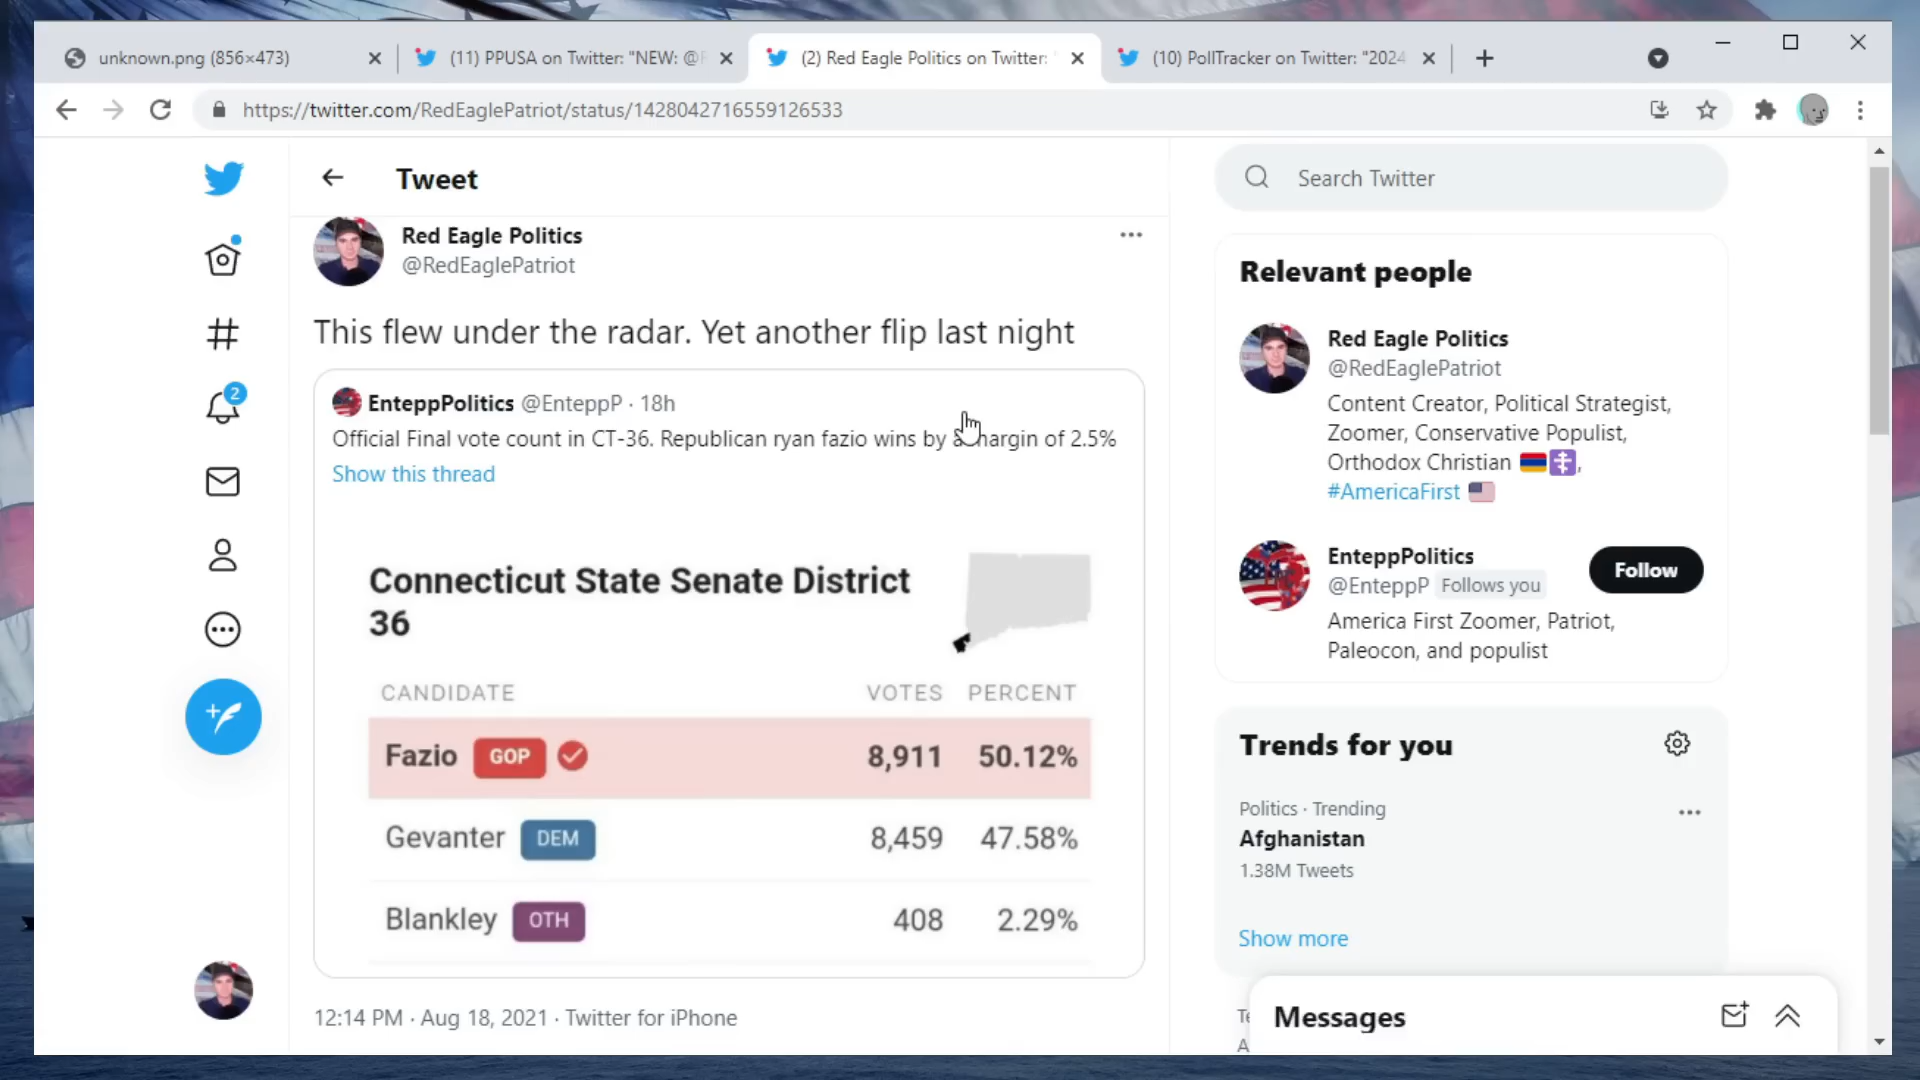 unknown.png (856×473)
(11) PPUSA on Twitter: "NEW: @
(2) Red Eagle Politics on Twitter:
(10) PollTracker on Twitter: "2024
https://twitter.com/RedEaglePatriot/status/1428042716559126533
Tweet
Search Twitter
Red Eagle Politics
@RedEaglePatriot
This flew under the radar. Yet another flip last night
EnteppPolitics @EnteppP · 18h
Official Final vote count in CT-36. Republican ryan fazio wins by a margin of 2.5%
Show this thread
Connecticut State Senate District
36
CANDIDATE VOTES PERCENT
Fazio GOP 8,911 50.12%
Gevanter DEM 8,459 47.58%
Blankley OTH 408 2.29%
12:14 PM · Aug 18, 2021 · Twitter for iPhone
2
Relevant people
Red Eagle Politics
@RedEaglePatriot
Content Creator, Political Strategist,
Zoomer, Conservative Populist,
Orthodox Christian ,
#AmericaFirst
EnteppPolitics
@EnteppP Follows you
Follow
America First Zoomer, Patriot,
Paleocon, and populist
Trends for you
Politics · Trending
Afghanistan
1.38M Tweets
Show more
Messages